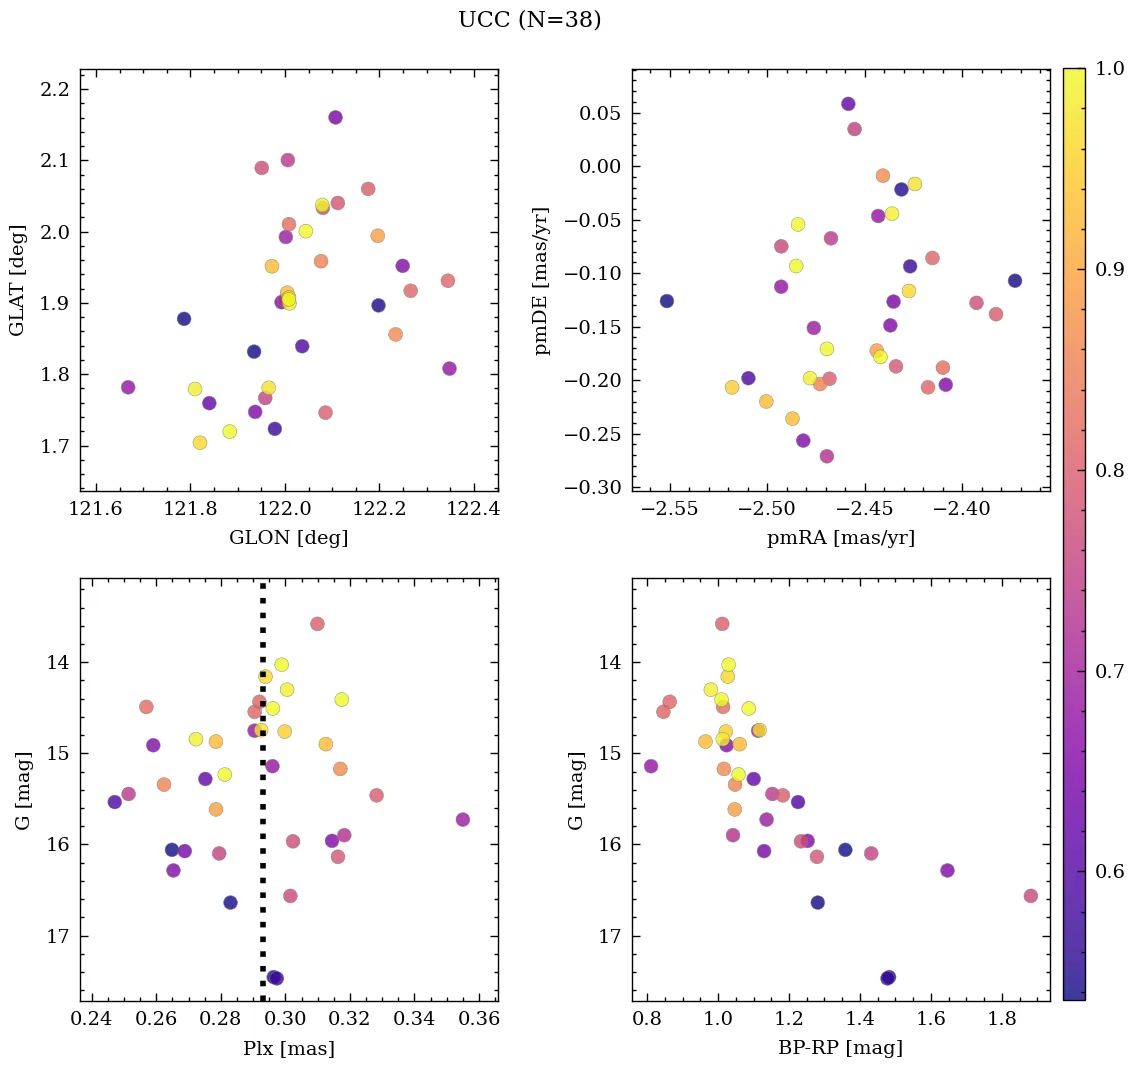 UCC (N=38)
2.2
2.1
2.0
1.9
1.8
1.7
GLAT [deg]
121.6 121.8 122.0 122.2 122.4
GLON [deg]
0.05
0.00
−0.05
−0.10
−0.15
−0.20
−0.25
−0.30
pmDE [mas/yr]
−2.55 −2.50 −2.45 −2.40
pmRA [mas/yr]
14
15
16
17
G [mag]
0.24 0.26 0.28 0.30 0.32 0.34 0.36
Plx [mas]
14
15
16
17
G [mag]
0.8 1.0 1.2 1.4 1.6 1.8
BP-RP [mag]
1.0
0.9
0.8
0.7
0.6